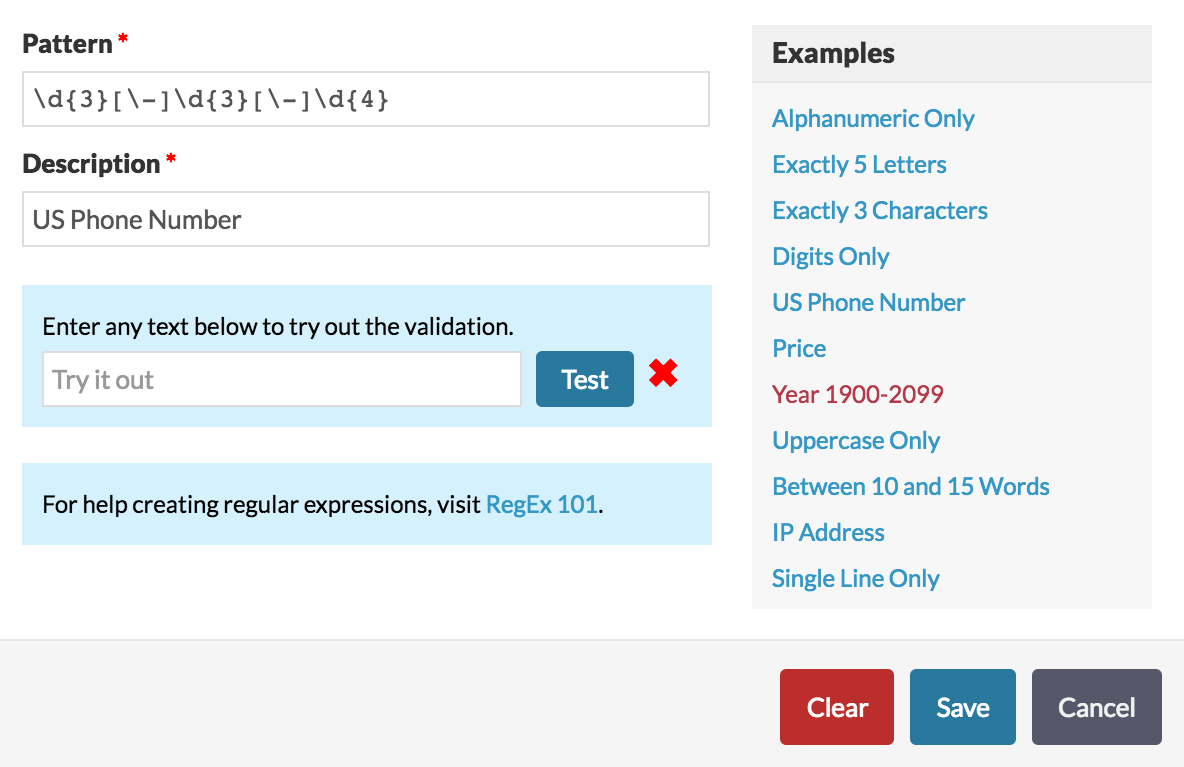 Pattern *
\d{3}[\-]\d{3}[\-]\d{4}
Description *
US Phone Number
Enter any text below to try out the validation.
Try it out
Test
For help creating regular expressions, visit RegEx 101.
Examples
Alphanumeric Only
Exactly 5 Letters
Exactly 3 Characters
Digits Only
US Phone Number
Price
Year 1900-2099
Uppercase Only
Between 10 and 15 Words
IP Address
Single Line Only
Clear
Save
Cancel